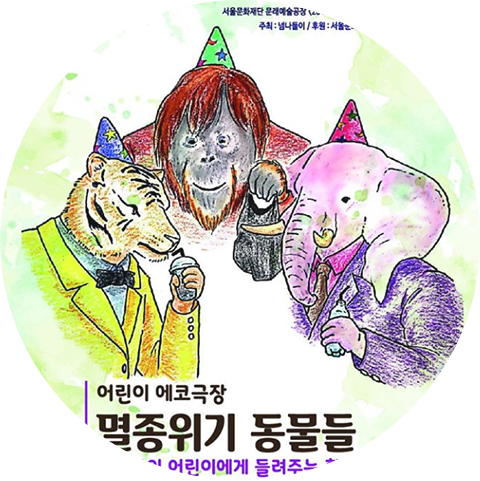 서울문화재단 문래예술공장
주최 : 넘나들이 / 후원 : 서울
어린이 에코극장
멸종위기 동물들
어린이에게 들려주는